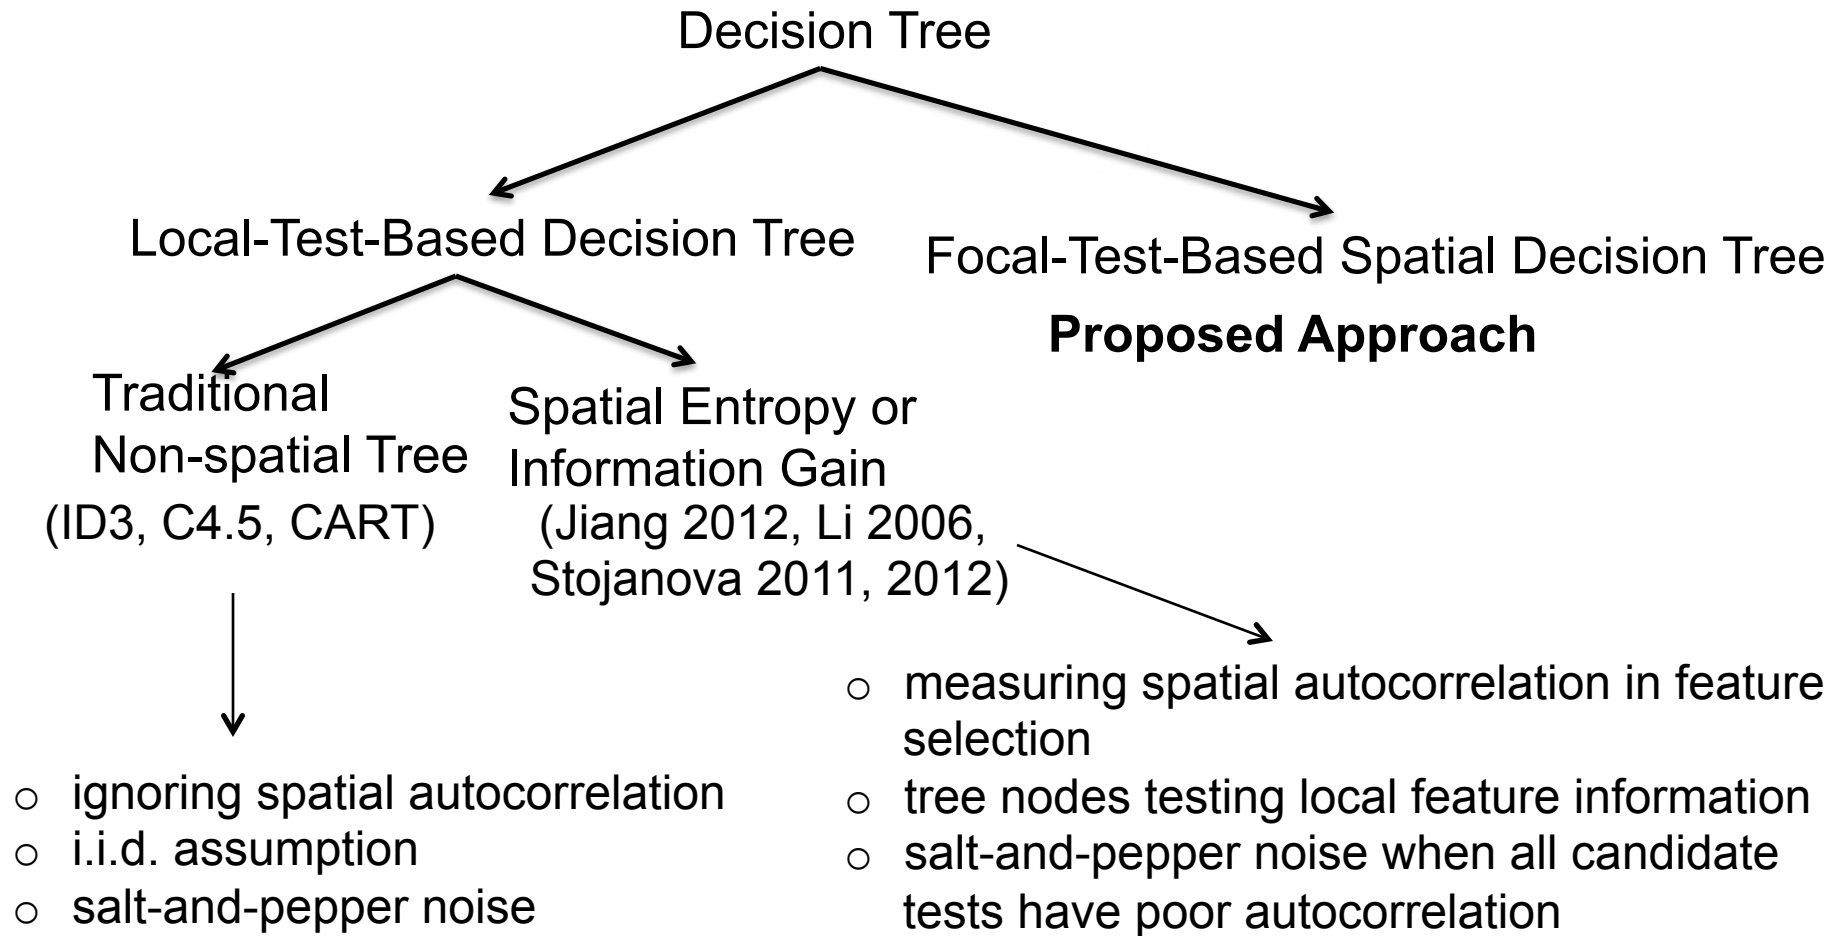 Decision Tree
Local-Test-Based Decision Tree
Focal-Test-Based Spatial Decision Tree
Proposed Approach
Traditional
Non-spatial Tree
(ID3, C4.5, CART)
Spatial Entropy or
Information Gain
(Jiang 2012, Li 2006,
Stojanova 2011, 2012)
○ ignoring spatial autocorrelation
○ i.i.d. assumption
○ salt-and-pepper noise
○ measuring spatial autocorrelation in feature
selection
○ tree nodes testing local feature information
○ salt-and-pepper noise when all candidate
tests have poor autocorrelation